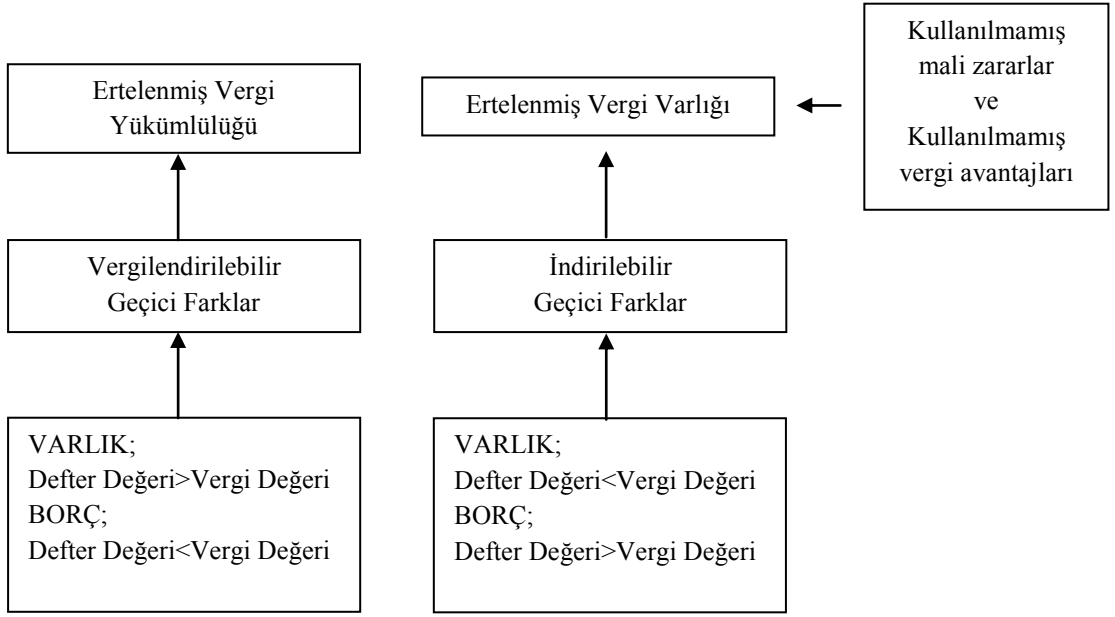 Kullanılmamış
mali zararlar
ve
Kullanılmamış
vergi avantajları
Ertelenmiş Vergi
Yükümlülüğü
Ertelenmiş Vergi Varlığı
Vergilendirilebilir
Geçici Farklar
İndirilebilir
Geçici Farklar
VARLIK;
Defter Değeri>Vergi Değeri
BORÇ;
Defter Değeri<Vergi Değeri
VARLIK;
Defter Değeri<Vergi Değeri
BORÇ;
Defter Değeri>Vergi Değeri